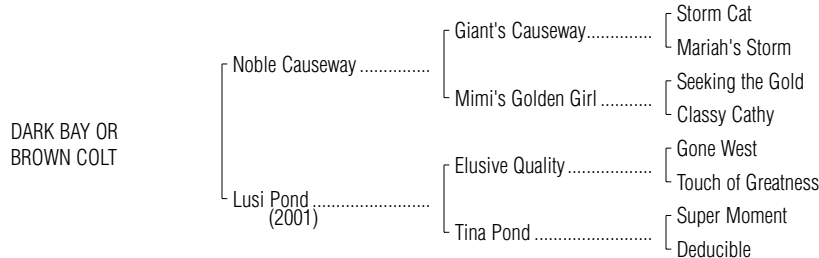 Storm Cat
Giant's Causeway..............
Mariah's Storm
Noble Causeway ...............
Seeking the Gold
Mimi's Golden Girl ...........
Classy Cathy
DARK BAY OR
BROWN COLT
Gone West
Elusive Quality ..................
Touch of Greatness
Lusi Pond .........................
(2001)
Super Moment
Tina Pond .........................
Deducible